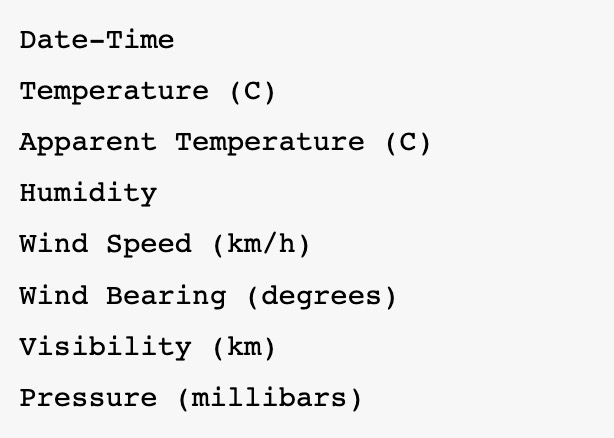 Date-Time
Temperature (C)
Apparent Temperature (C)
Humidity
Wind Speed (km/h)
Wind Bearing (degrees)
Visibility (km)
Pressure (millibars)